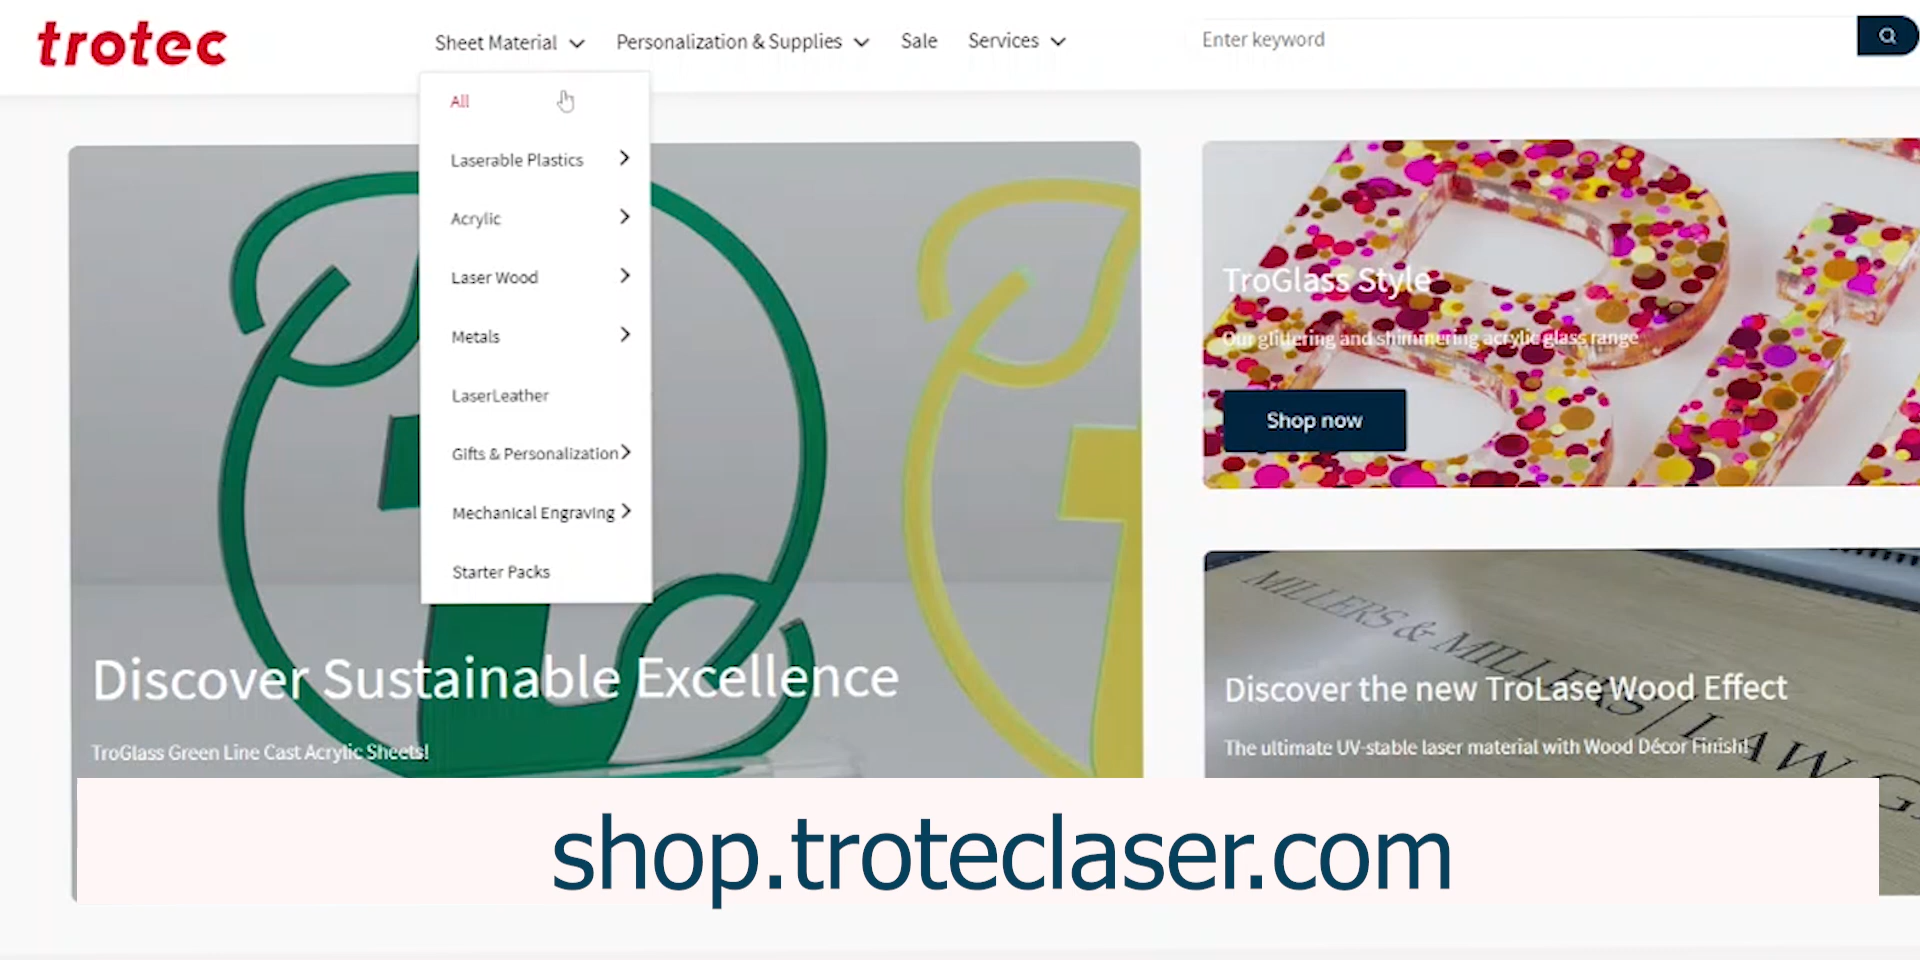 trotec
Sheet Material
Personalization & Supplies
Sale
Services
Enter keyword
All
Laserable Plastics
Acrylic
Laser Wood
Metals
LaserLeather
Gifts & Personalization
Mechanical Engraving
Starter Packs
Discover Sustainable Excellence
TroGlass Green Line Cast Acrylic Sheets!
TroGlass Style
Our glittering and shimmering acrylic glass range
Shop now
MILLERS & MILLERS | LAW
Discover the new TroLase Wood Effect
The ultimate UV-stable laser material with Wood Décor Finish!
shop.troteclaser.com